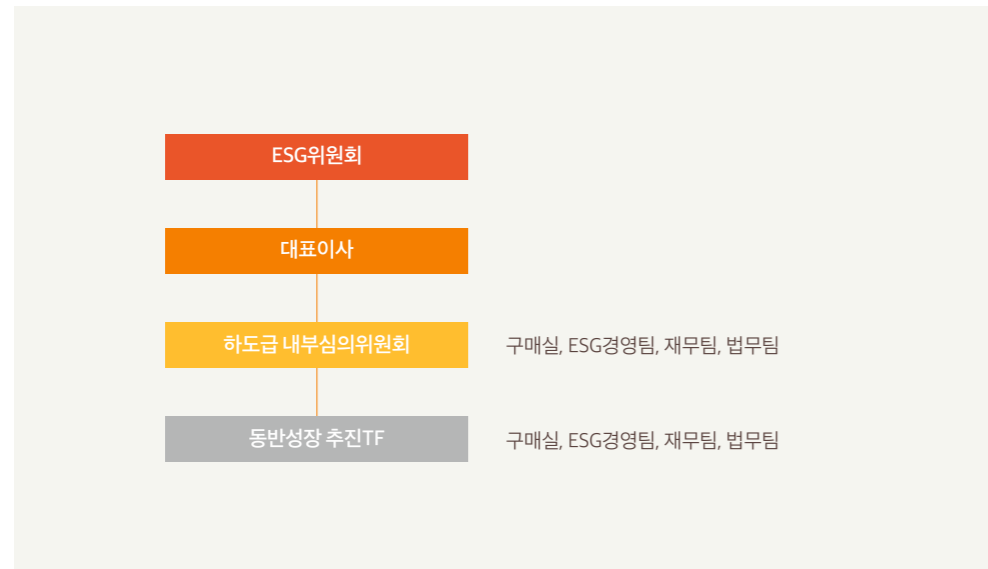 ESG위원회
대표이사
하도급 내부심의위원회
구매실, ESG경영팀, 재무팀, 법무팀
동반성장 추진TF
구매실, ESG경영팀, 재무팀, 법무팀